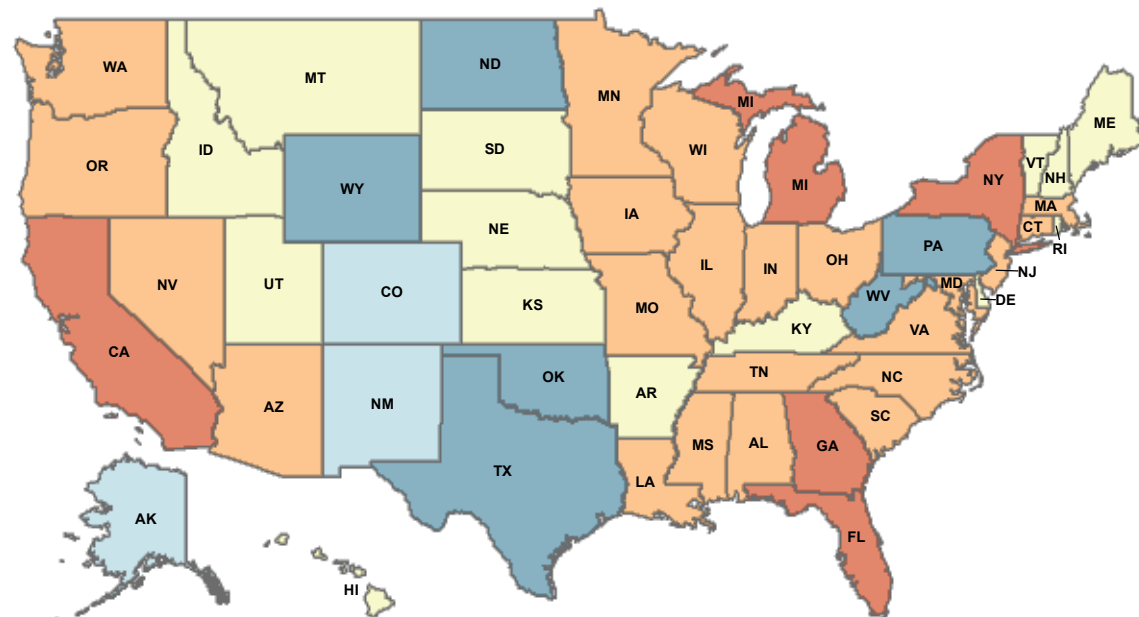 WA
MT
ND
MN
MI
ME
OR
ID
SD
WI
VT
NH
NY
WY
MI
MA
CT
RI
NE
IA
PA
NV
UT
CO
IL
IN
OH
NJ
MD
DE
KS
MO
WV
KY
VA
CA
OK
TN
NC
AZ
NM
AR
SC
MS
AL
GA
TX
LA
AK
FL
HI